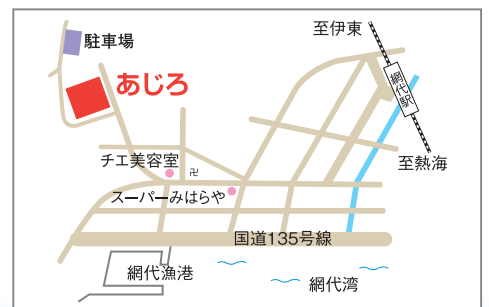 至伊東
駐車場
あじろ
網代駅
チエ美容室
卍
至熱海
スーパーみはらや
国道135号線
網代漁港
網代湾